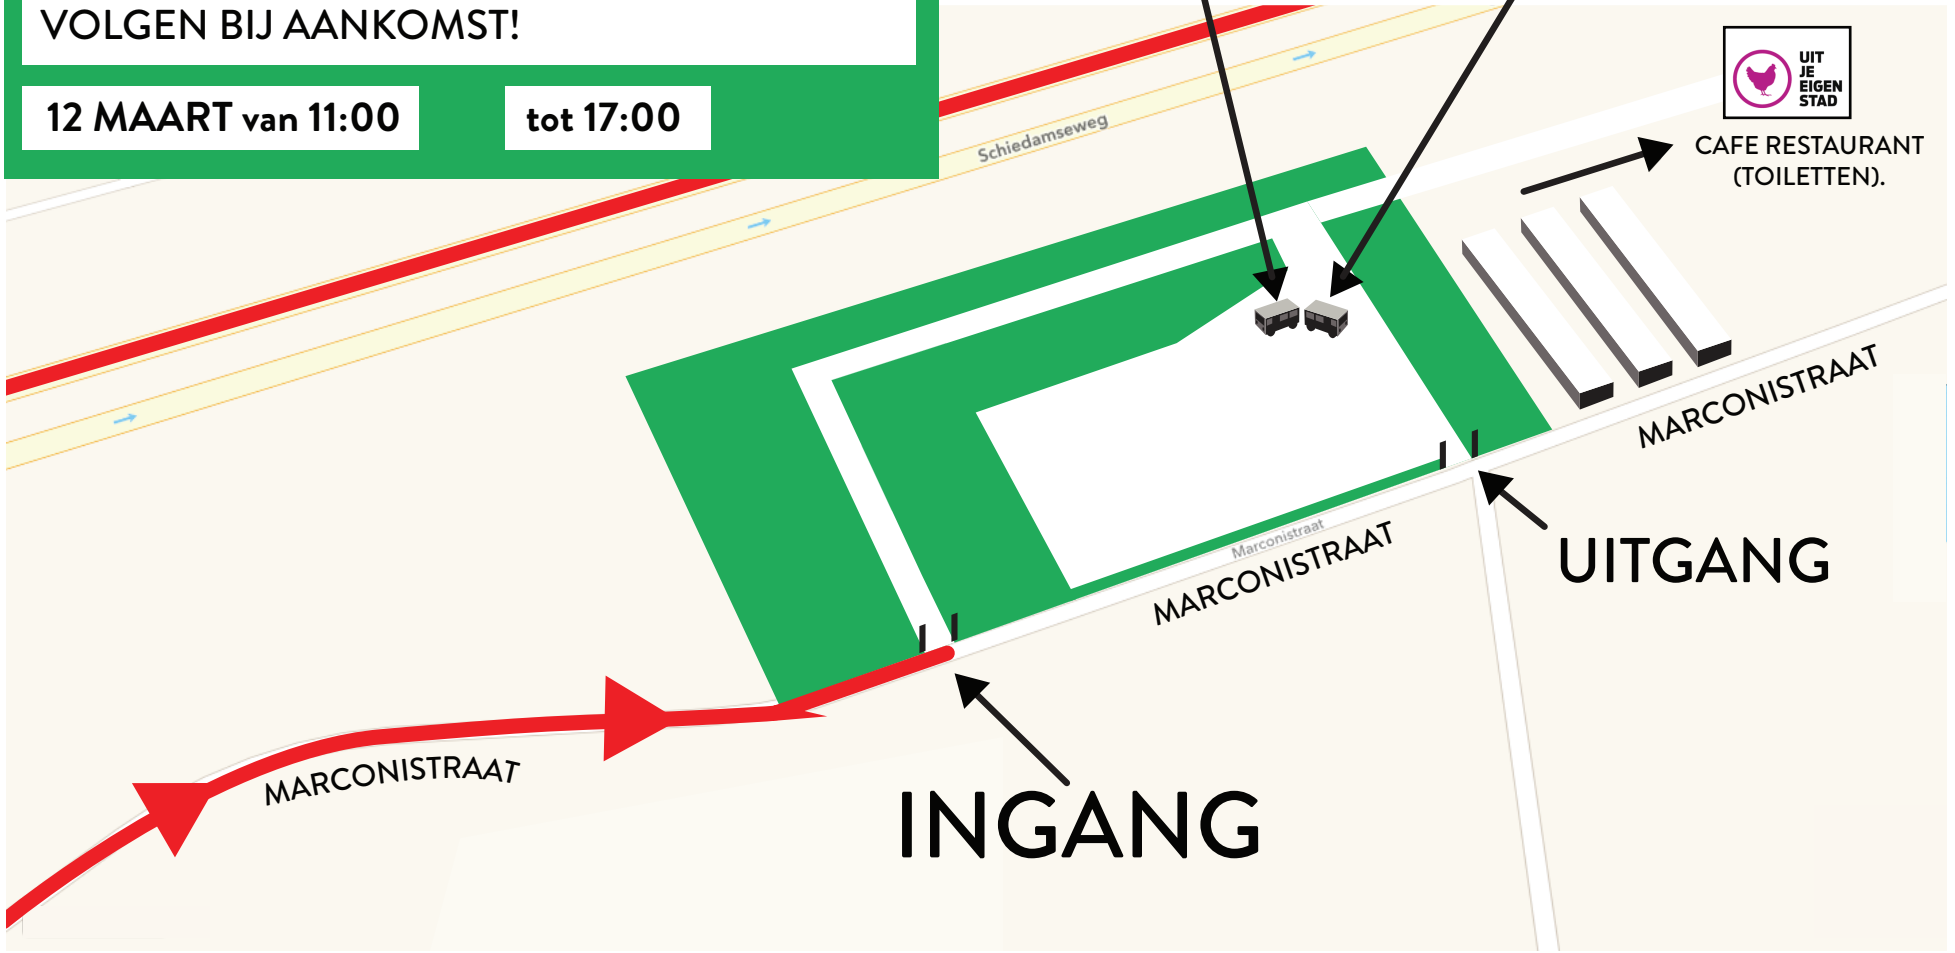 VOLGEN BIJ AANKOMST!
12 MAART van 11:00
tot 17:00
UIT
JE
EIGEN
STAD
Schiedamseweg
CAFE RESTAURANT
(TOILETTEN).
MARCONISTRAAT
Marconistraat
MARCONISTRAAT
UITGANG
MARCONISTRAAT
INGANG